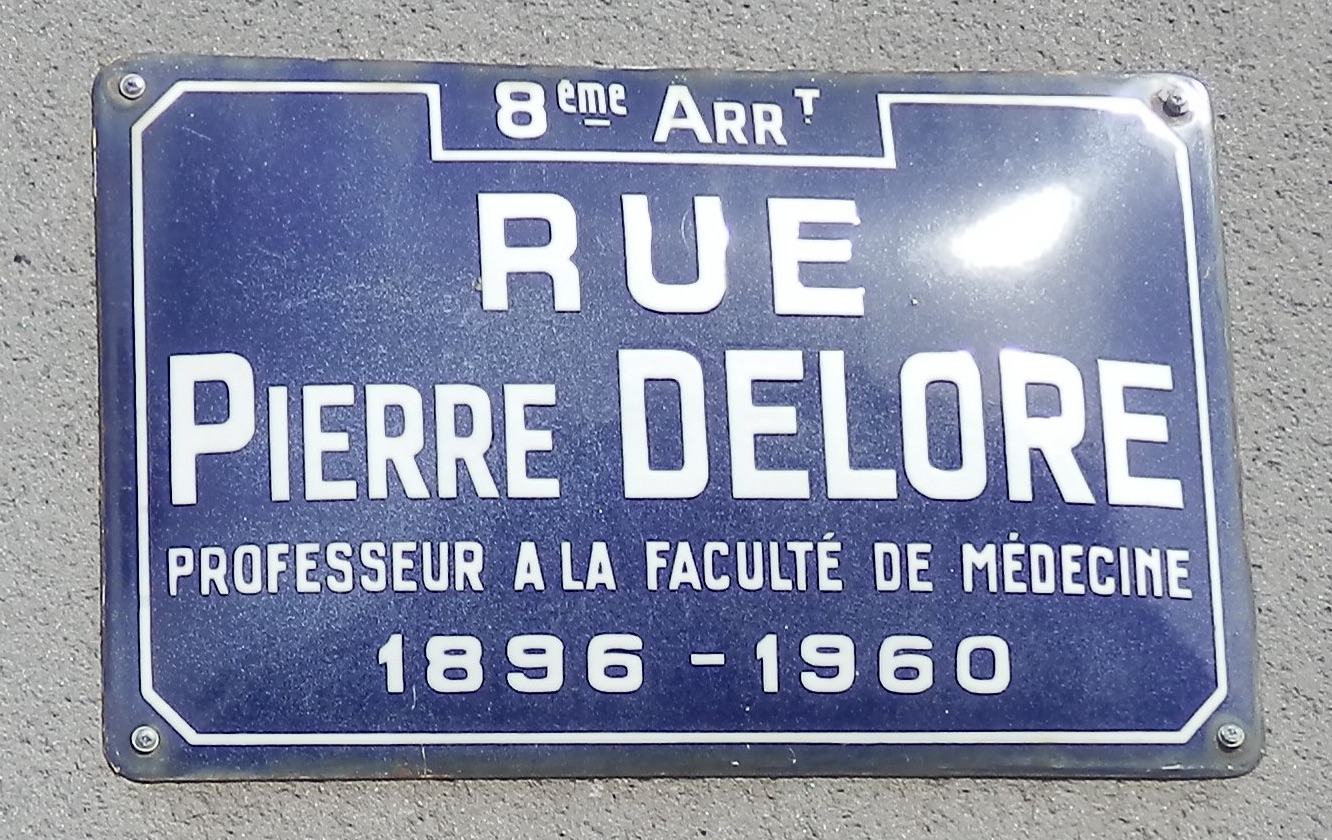 8ème ARRT
RUE
PIERRE DELORE
PROFESSEUR A LA FACULTÉ DE MÉDECINE
1896 - 1960